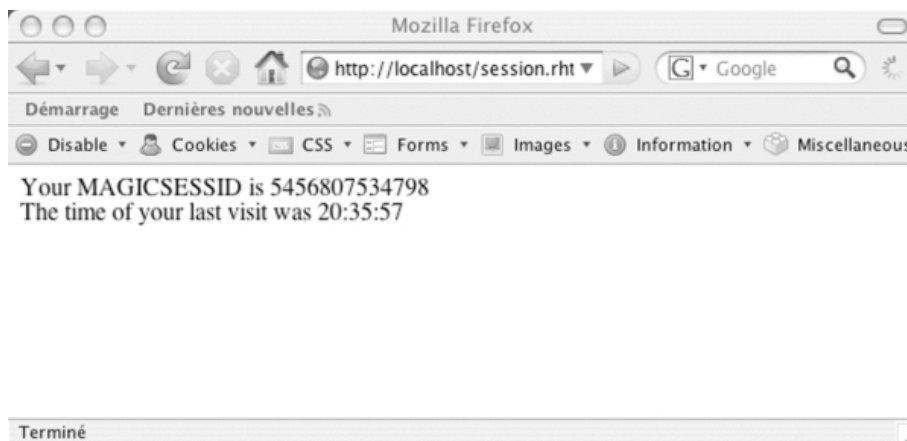 Mozilla Firefox
http://localhost/session.rht
G Google
Démarrage Dernières nouvelles
Disable Cookies CSS Forms Images Information Miscellaneous
Your MAGICSESSID is 5456807534798
The time of your last visit was 20:35:57
Terminé